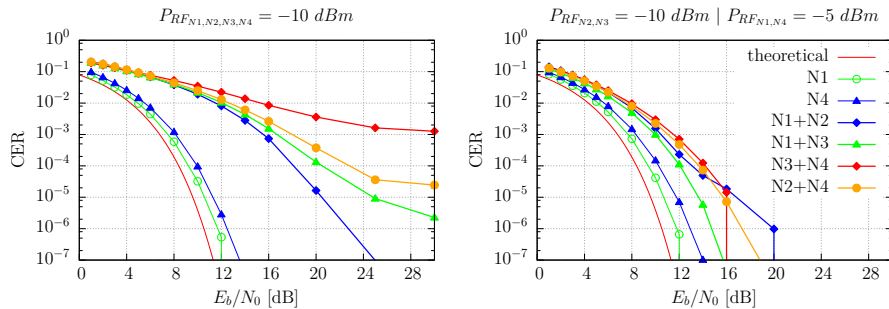 P_{RF_{N1,N2,N3,N4}} = −10 dBm
10^0
10^{−1}
10^{−2}
10^{−3}
10^{−4}
10^{−5}
10^{−6}
10^{−7}
CER
0 4 8 12 16 20 24 28
E_b/N_0 [dB]
P_{RF_{N2,N3}} = −10 dBm | P_{RF_{N1,N4}} = −5 dBm
10^0
10^{−1}
10^{−2}
10^{−3}
10^{−4}
10^{−5}
10^{−6}
10^{−7}
CER
0 4 8 12 16 20 24 28
E_b/N_0 [dB]
theoretical
N1
N4
N1+N2
N1+N3
N3+N4
N2+N4